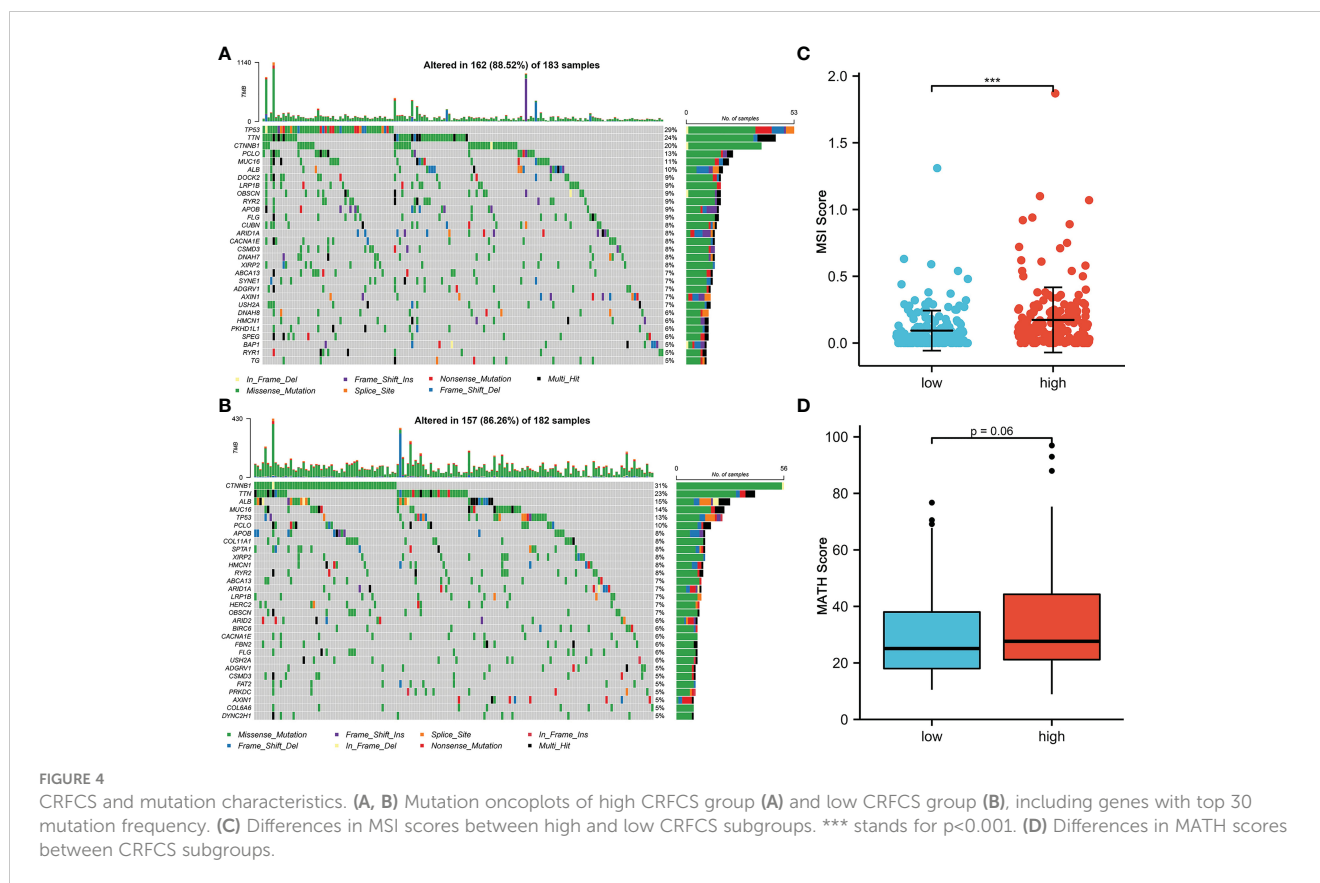 A
Altered in 162 (88.52%) of 183 samples
1140
TMB
0
0
No. of samples
53
TP53 29%
TTN 24%
CTNNB1 20%
PCLO 13%
MUC16 11%
ALB 10%
DOCK2 9%
LRP1B 9%
OBSCN 9%
RYR2 9%
APOB 9%
FLG 9%
CUBN 8%
ARID1A 8%
CACNA1E 8%
CSMD3 8%
DNAH7 8%
XIRP2 8%
ABCA13 7%
SYNE1 7%
ADGRV1 7%
AXIN1 7%
USH2A 7%
DNAH8 6%
HMCN1 6%
PKHD1L1 6%
SPEG 6%
BAP1 5%
RYR1 5%
TG 5%
In_Frame_Del Frame_Shift_Ins Nonsense_Mutation Multi_Hit
Missense_Mutation Splice_Site Frame_Shift_Del
B
Altered in 157 (86.26%) of 182 samples
430
TMB
0
0
No. of samples
56
CTNNB1 31%
TTN 23%
ALB 15%
MUC16 14%
TP53 13%
PCLO 10%
APOB 8%
COL11A1 8%
SPTA1 8%
XIRP2 8%
HMCN1 8%
RYR2 8%
ABCA13 7%
ARID1A 7%
LRP1B 7%
HERC2 7%
OBSCN 7%
ARID2 6%
BIRC6 6%
CACNA1E 6%
FBN2 6%
FLG 6%
USH2A 6%
ADGRV1 5%
CSMD3 5%
FAT2 5%
PRKDC 5%
AXIN1 5%
COL6A6 5%
DYNC2H1 5%
Missense_Mutation Frame_Shift_Ins Splice_Site In_Frame_Ins
Frame_Shift_Del In_Frame_Del Nonsense_Mutation Multi_Hit
C
***
2.0
1.5
1.0
0.5
0.0
MSI Score
low high
D
p = 0.06
100
80
60
40
20
0
MATH Score
low high
FIGURE 4
CRFCS and mutation characteristics. (A, B) Mutation oncoplots of high CRFCS group (A) and low CRFCS group (B), including genes with top 30
mutation frequency. (C) Differences in MSI scores between high and low CRFCS subgroups. *** stands for p<0.001. (D) Differences in MATH scores
between CRFCS subgroups.